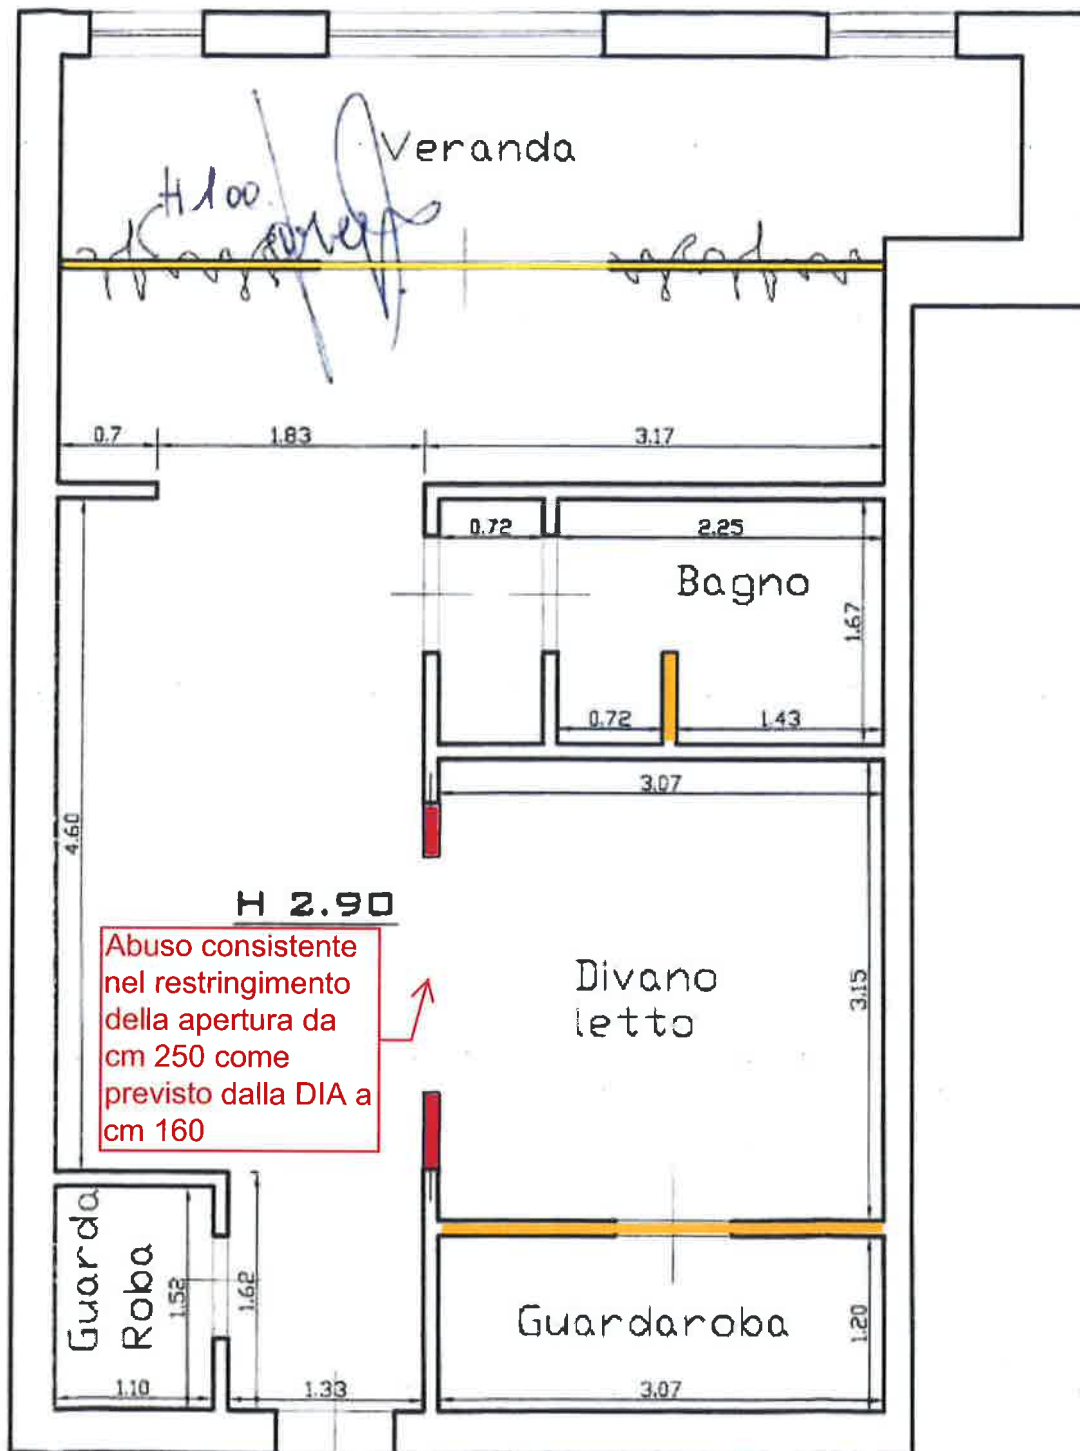 Veranda
H 100
0.7
1.83
3.17
0.72
2.25
Bagno
1.67
0.72
1.43
3.07
4.60
H 2.90
Abuso consistente
nel restringimento
della apertura da
cm 250 come
previsto dalla DIA a
cm 160
Divano
letto
3.15
Guarda
Roba
1.52
1.62
Guardaroba
1.20
1.10
1.33
3.07